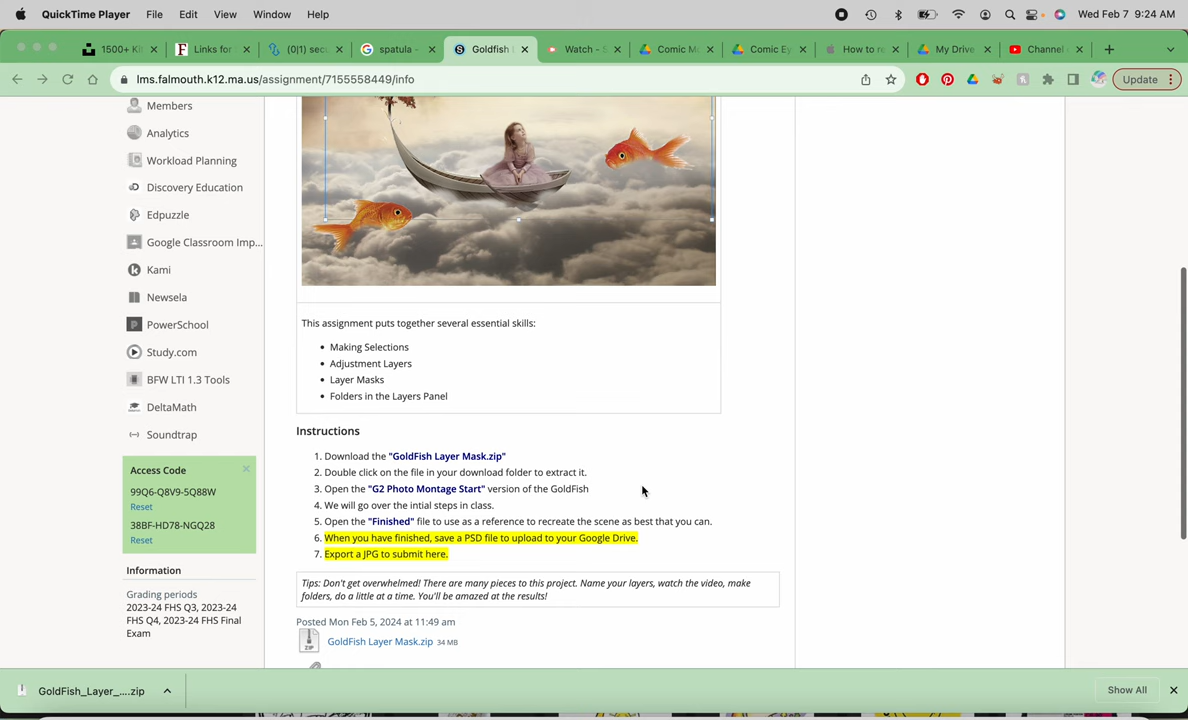 QuickTime Player File Edit View Window Help Wed Feb 7 9:24 AM
1500+ Ki Links for (0|1) secu spatula - Goldfish Watch - S Comic M Comic Ey How to re My Drive Channel
lms.falmouth.k12.ma.us/assignment/7155558449/info Update
Members
Analytics
Workload Planning
Discovery Education
Edpuzzle
Google Classroom Imp...
Kami
Newsela
PowerSchool
Study.com
BFW LTI 1.3 Tools
DeltaMath
Soundtrap
Access Code
99Q6-Q8V9-5Q88W
Reset
38BF-HD78-NGQ28
Reset
Information
Grading periods
2023-24 FHS Q3, 2023-24
FHS Q4, 2023-24 FHS Final
Exam
This assignment puts together several essential skills:
• Making Selections
• Adjustment Layers
• Layer Masks
• Folders in the Layers Panel
Instructions
1. Download the "GoldFish Layer Mask.zip"
2. Double click on the file in your download folder to extract it.
3. Open the "G2 Photo Montage Start" version of the GoldFish
4. We will go over the intial steps in class.
5. Open the "Finished" file to use as a reference to recreate the scene as best that you can.
6. When you have finished, save a PSD file to upload to your Google Drive.
7. Export a JPG to submit here.
Tips: Don't get overwhelmed! There are many pieces to this project. Name your layers, watch the video, make
folders, do a little at a time. You'll be amazed at the results!
Posted Mon Feb 5, 2024 at 11:49 am
ZIP GoldFish Layer Mask.zip 34 MB
GoldFish_Layer_....zip Show All